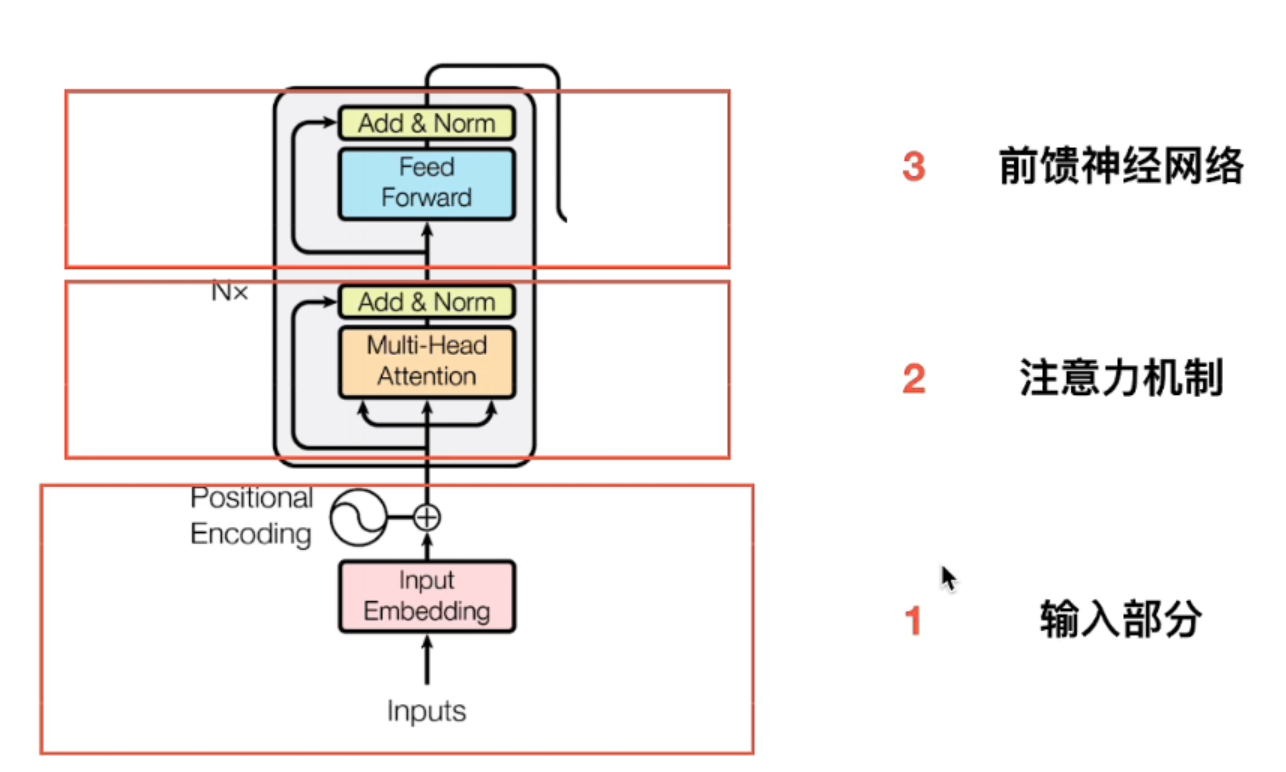 Add & Norm
Feed
Forward
3 前馈神经网络
N×
Add & Norm
Multi-Head
Attention
2 注意力机制
Positional
Encoding
Input
Embedding
1 输入部分
Inputs